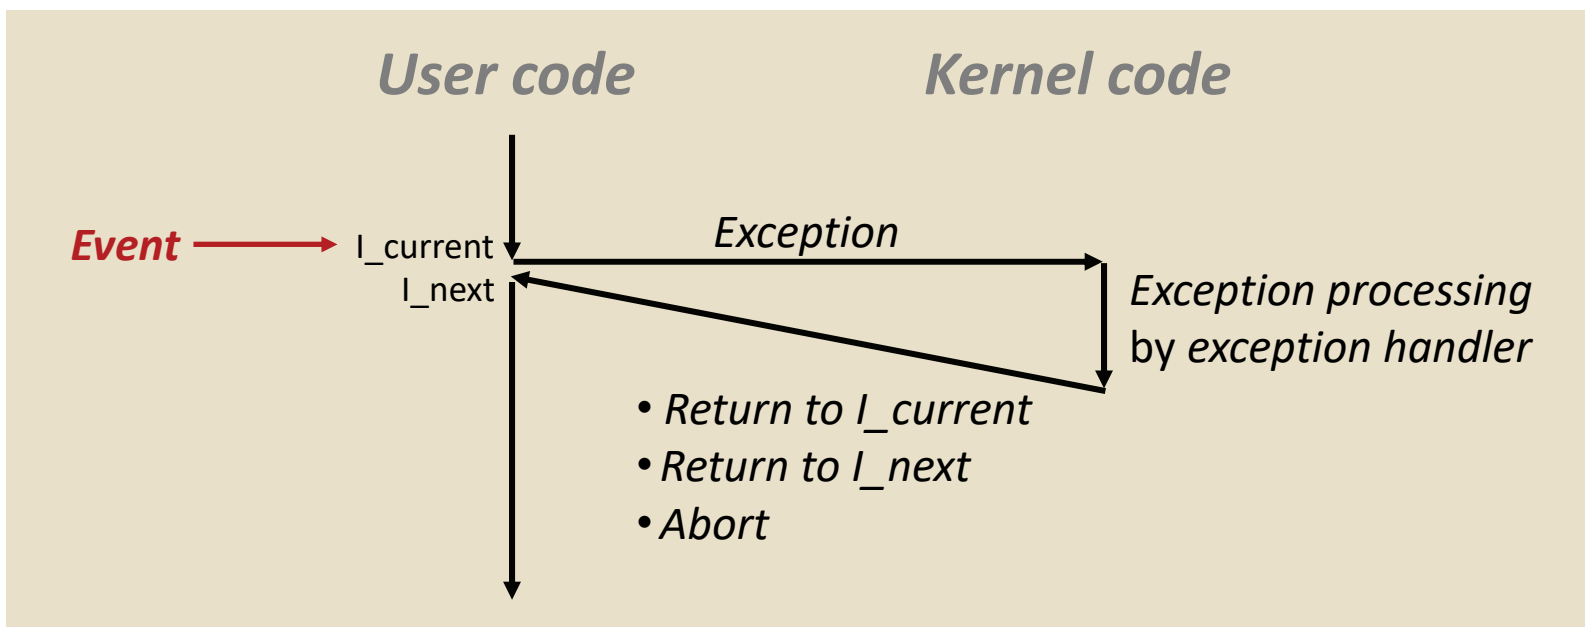 User code
Kernel code
Event
I_current
Exception
I_next
Exception processing
by exception handler
• Return to I_current
• Return to I_next
• Abort